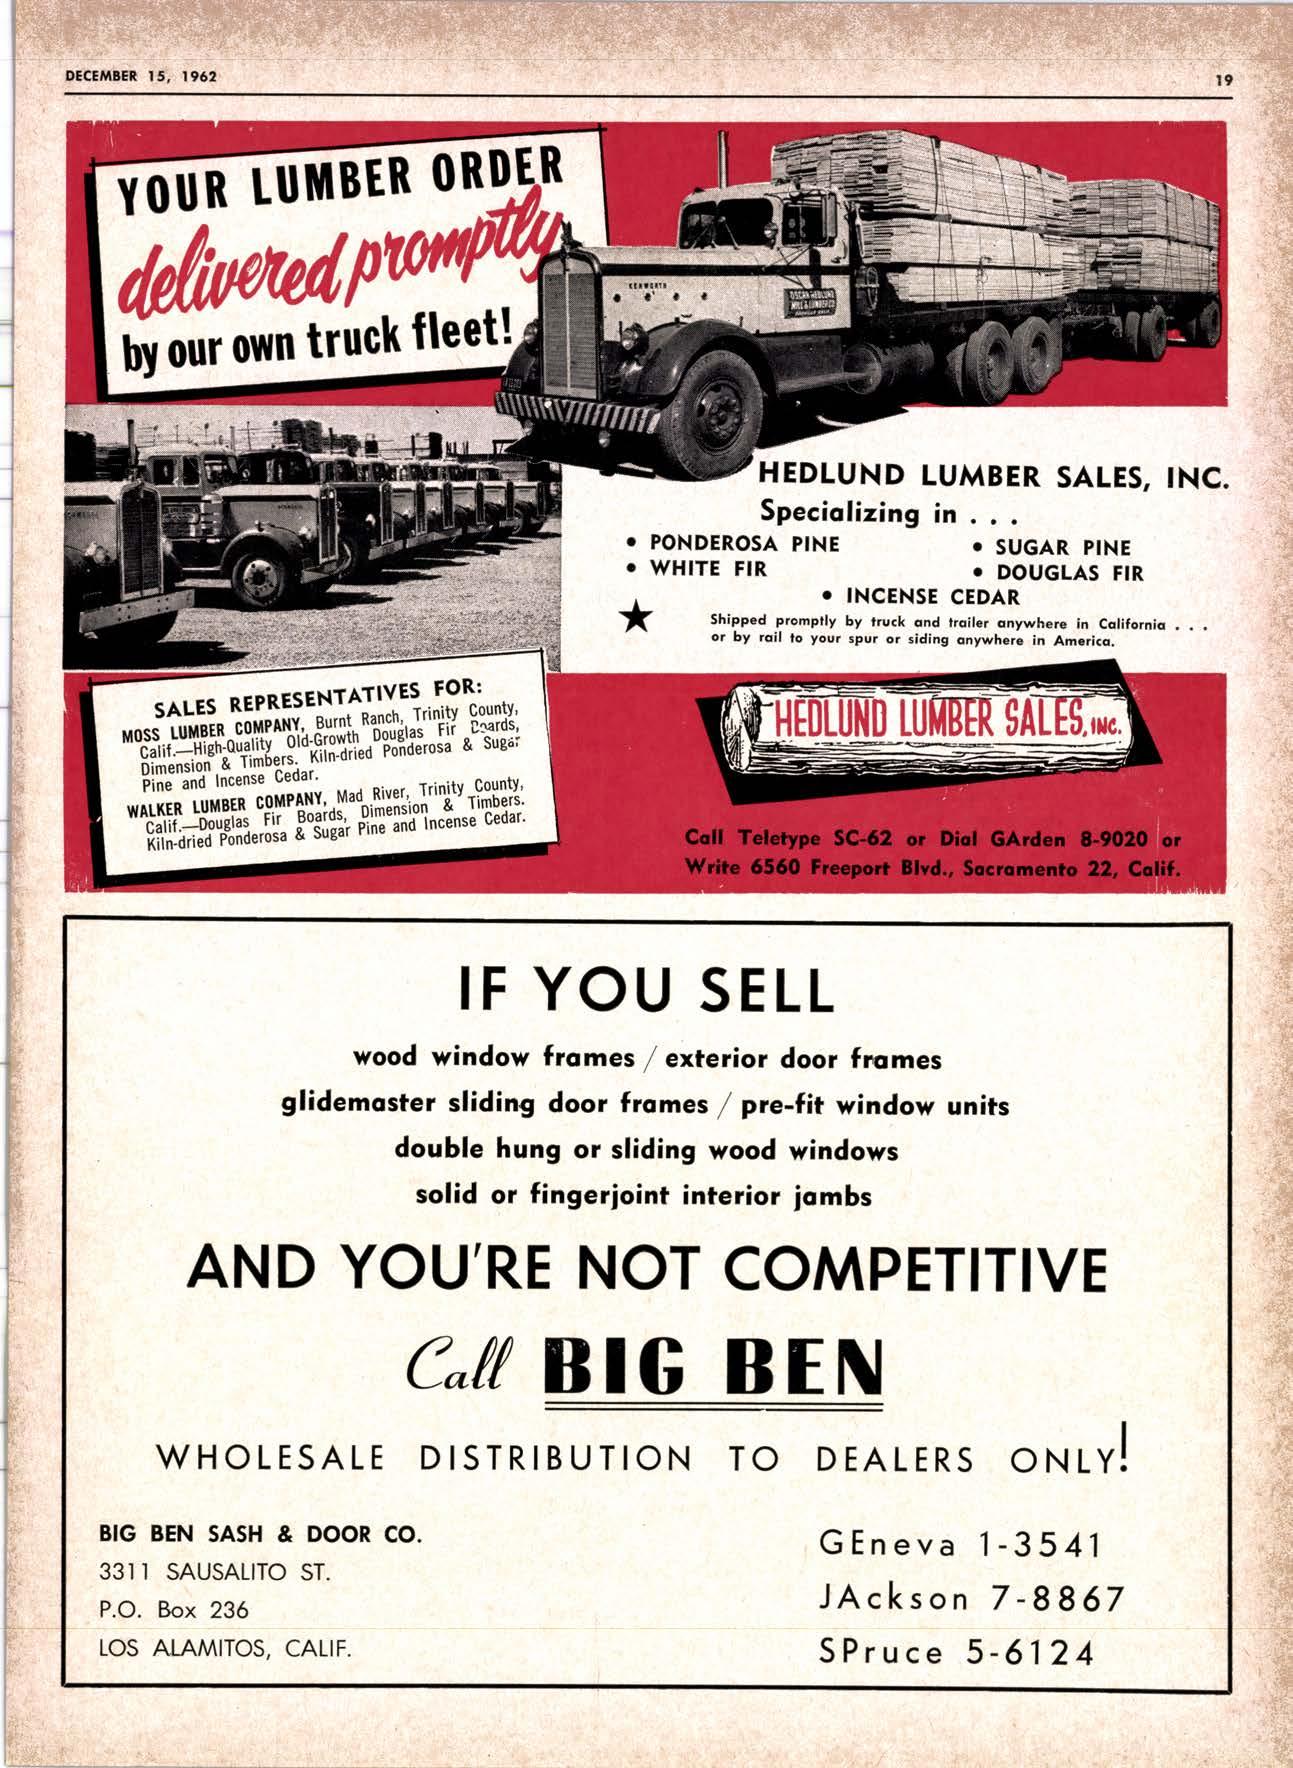 DECEMBER 15, 1962
19
YOUR LUMBER ORDER
delivered promptly
by our own truck fleet!
KENWORTH
OSCAR HEDLUND
MILL & LUMBER CO
HEDLUND LUMBER SALES, INC.
Specializing in . . .
• PONDEROSA PINE
• SUGAR PINE
• WHITE FIR
• DOUGLAS FIR
• INCENSE CEDAR
★ Shipped promptly by truck and trailer anywhere in California . . .
or by rail to your spur or siding anywhere in America.
SALES REPRESENTATIVES FOR:
MOSS LUMBER COMPANY, Burnt Ranch, Trinity County,
Calif.—High-Quality Old-Growth Douglas Fir Boards,
Dimension & Timbers. Kiln-dried Ponderosa & Sugar
Pine and Incense Cedar.
WALKER LUMBER COMPANY, Mad River, Trinity County,
Calif.—Douglas Fir Boards, Dimension & Timbers.
Kiln-dried Ponderosa & Sugar Pine and Incense Cedar.
HEDLUND LUMBER SALES, INC.
Call Teletype SC-62 or Dial GArden 8-9020 or
Write 6560 Freeport Blvd., Sacramento 22, Calif.
IF YOU SELL
wood window frames / exterior door frames
glidemaster sliding door frames / pre-fit window units
double hung or sliding wood windows
solid or fingerjoint interior jambs
AND YOU'RE NOT COMPETITIVE
Call BIG BEN
WHOLESALE DISTRIBUTION TO DEALERS ONLY!
BIG BEN SASH & DOOR CO.
3311 SAUSALITO ST.
P.O. Box 236
LOS ALAMITOS, CALIF.
GEneva 1-3541
JAckson 7-8867
SPruce 5-6124